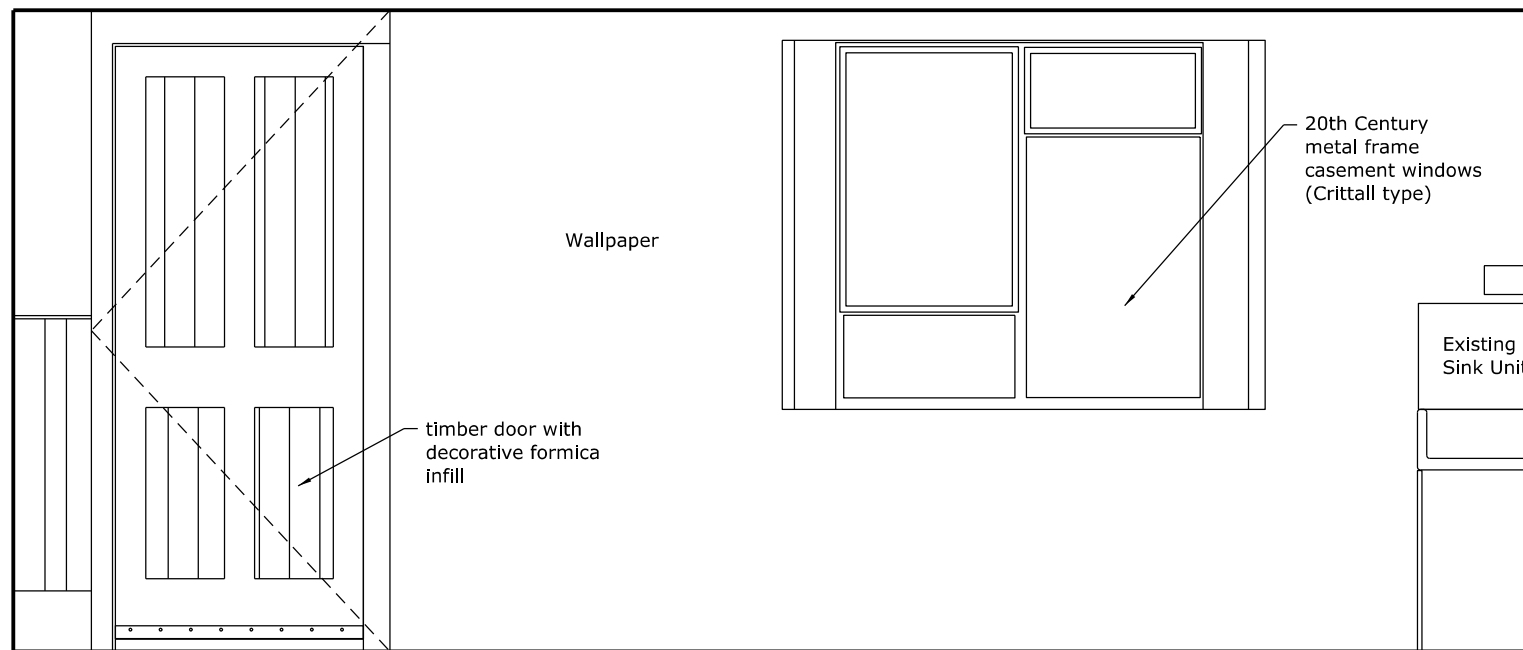 20th Century
metal frame
casement windows
(Crittall type)
Wallpaper
Existing
Sink Unit
timber door with
decorative formica
infill